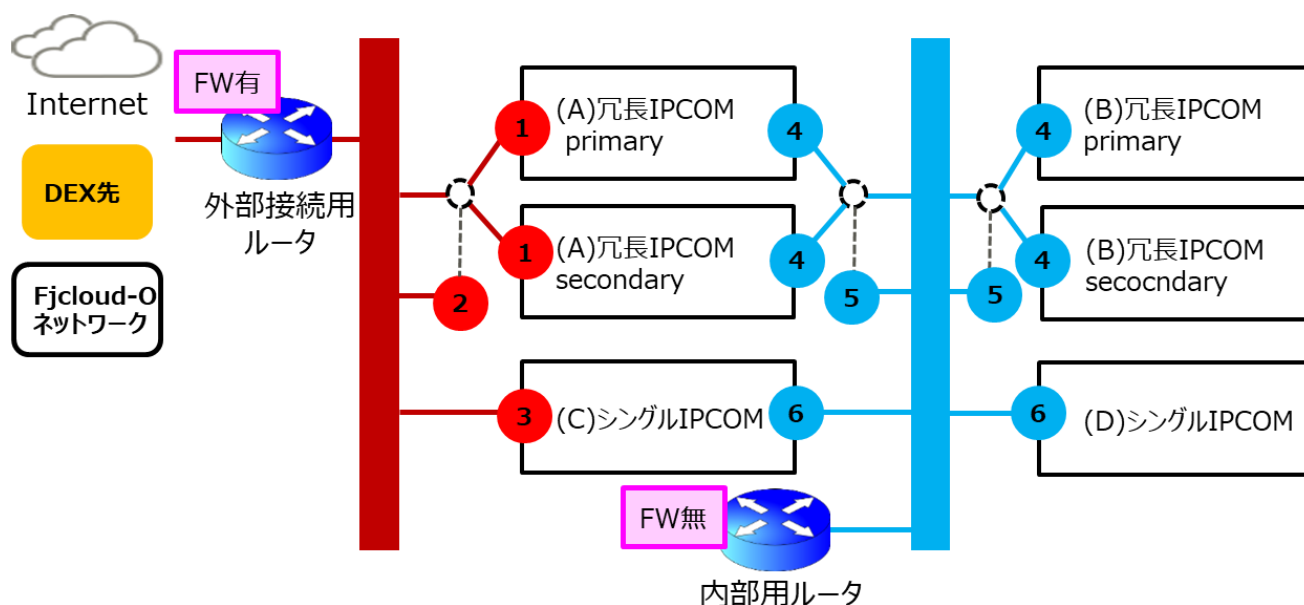 Internet
DEX先
Fjcloud-O
ネットワーク
FW有
外部接続用
ルータ
1
(A)冗長IPCOM
primary
4
1
(A)冗長IPCOM
secondary
4
2
5
3
(C)シングルIPCOM
6
FW無
内部用ルータ
4
(B)冗長IPCOM
primary
4
(B)冗長IPCOM
secocndary
5
6
(D)シングルIPCOM